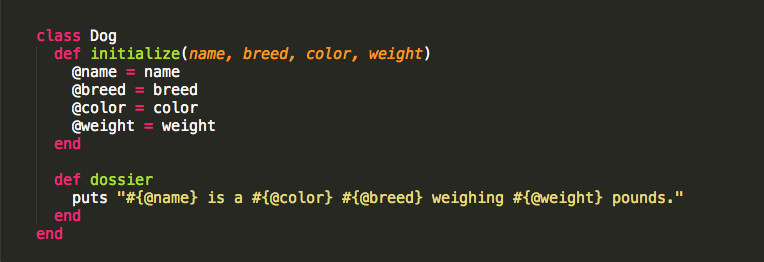 class Dog
  def initialize(name, breed, color, weight)
    @name = name
    @breed = breed
    @color = color
    @weight = weight
  end

  def dossier
    puts "#{@name} is a #{@color} #{@breed} weighing #{@weight} pounds."
  end
end